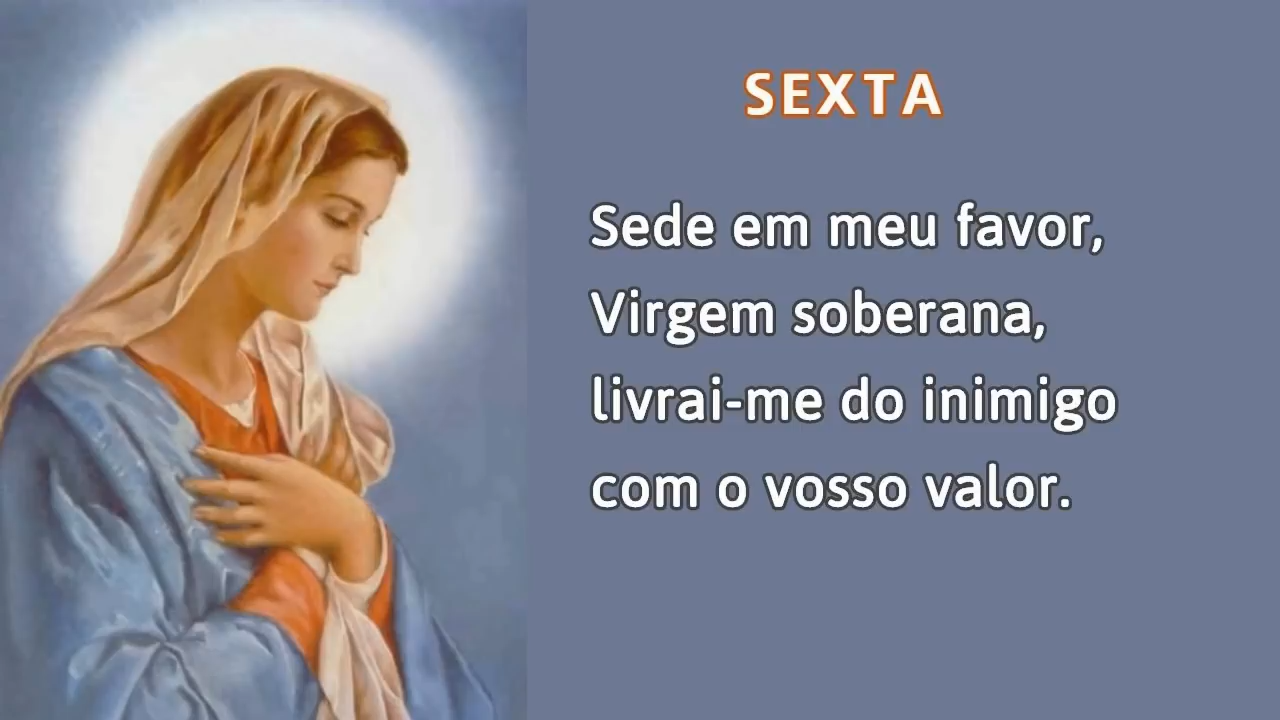 SEXTA
Sede em meu favor,
Virgem soberana,
livrai-me do inimigo
com o vosso valor.